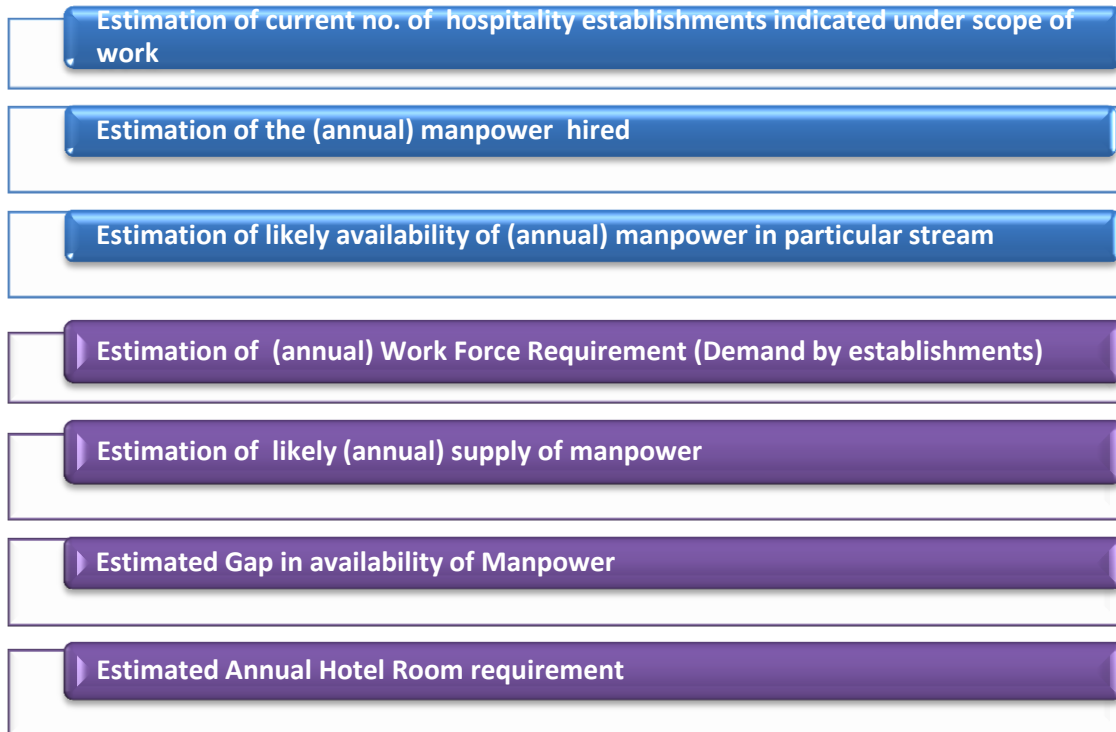 Estimation of current no. of  hospitality establishments indicated under scope of
work
Estimation of the (annual) manpower  hired
Estimation of likely availability of (annual) manpower in particular stream
Estimation of  (annual) Work Force Requirement (Demand by establishments)
Estimation of  likely (annual) supply of manpower
Estimated Gap in availability of Manpower
Estimated Annual Hotel Room requirement